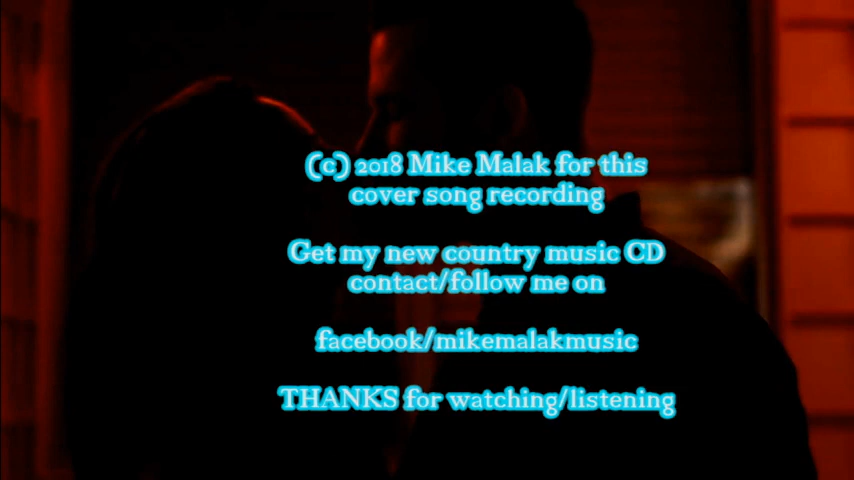 (c) 2018 Mike Malak for this
cover song recording
Get my new country music CD
contact/follow me on
facebook/mikemalakmusic
THANKS for watching/listening